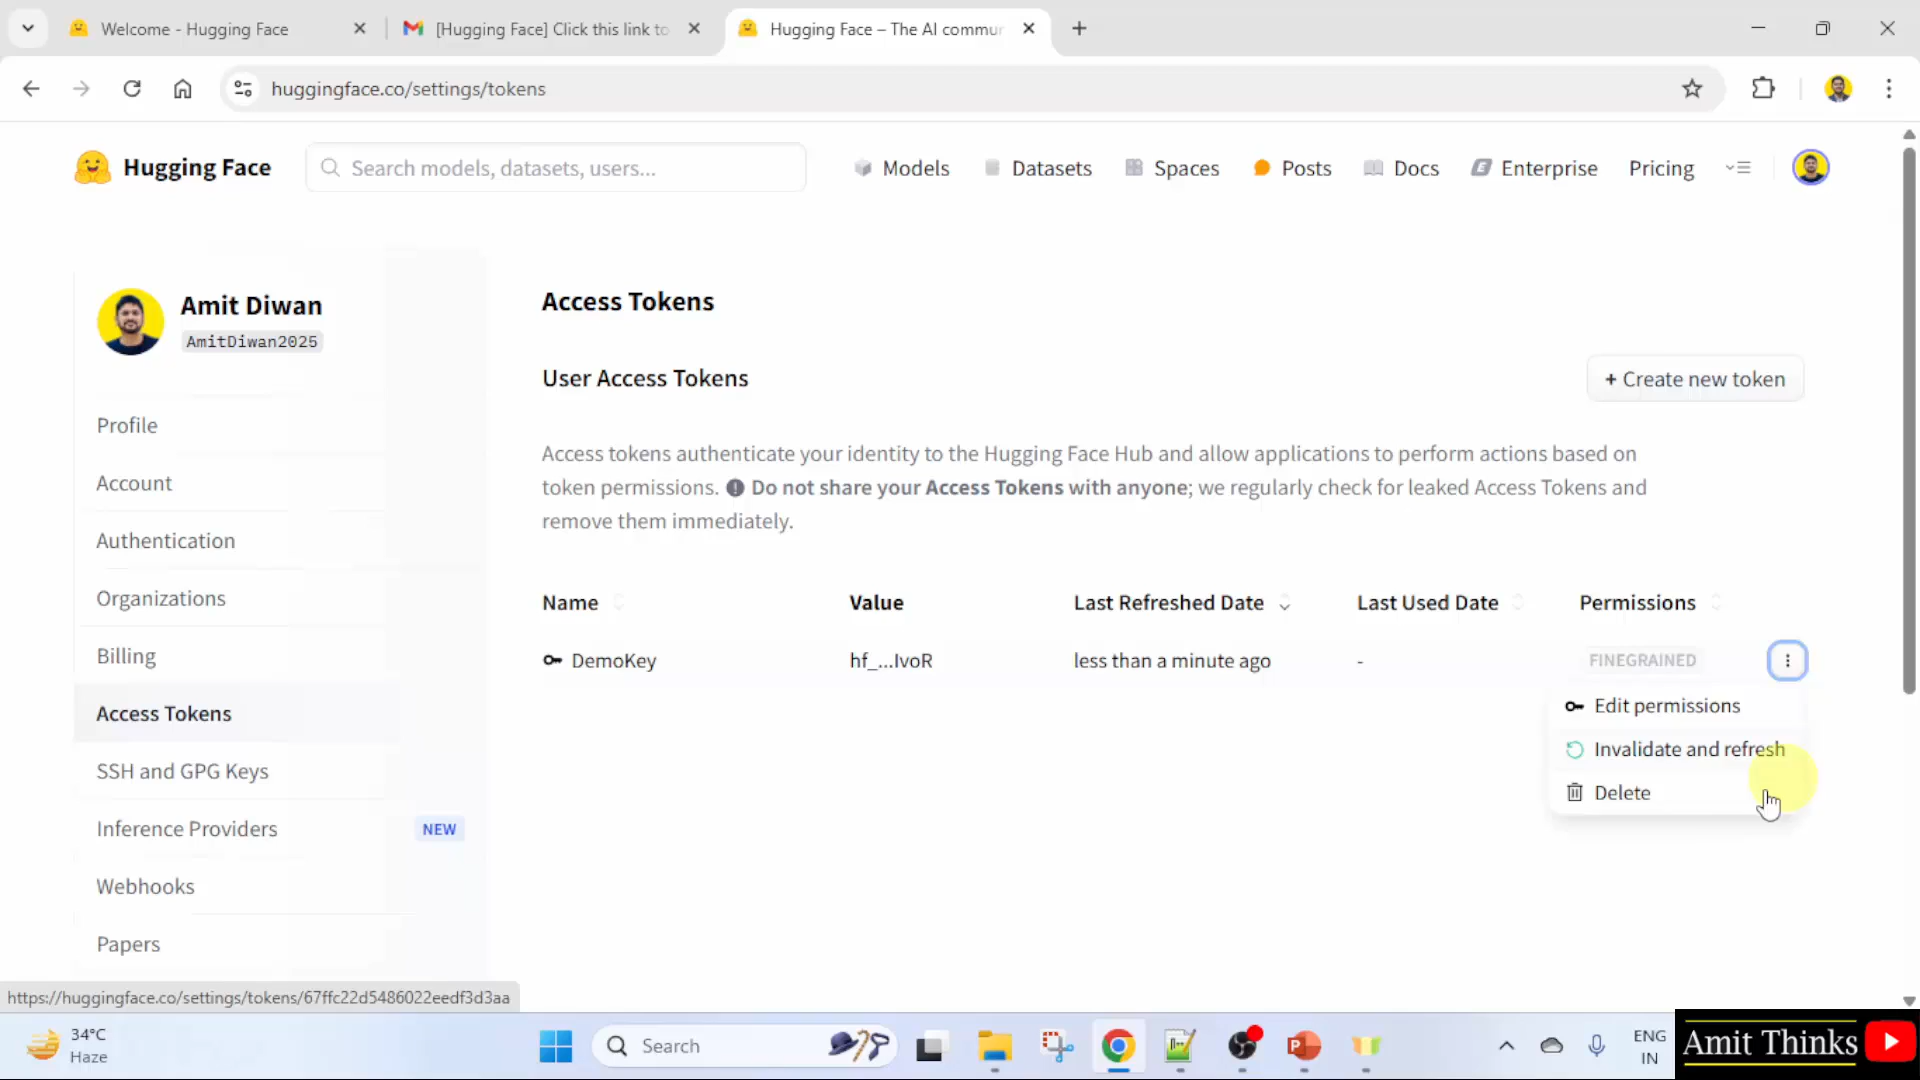 Welcome - Hugging Face
[Hugging Face] Click this link to
Hugging Face – The AI commun
huggingface.co/settings/tokens
Hugging Face
Search models, datasets, users...
Models
Datasets
Spaces
Posts
Docs
Enterprise
Pricing
Amit Diwan
AmitDiwan2025
Profile
Account
Authentication
Organizations
Billing
Access Tokens
SSH and GPG Keys
Inference Providers NEW
Webhooks
Papers
Access Tokens
User Access Tokens
+ Create new token
Access tokens authenticate your identity to the Hugging Face Hub and allow applications to perform actions based on
token permissions. Do not share your Access Tokens with anyone; we regularly check for leaked Access Tokens and
remove them immediately.
Name Value Last Refreshed Date Last Used Date Permissions
DemoKey hf_...IvoR less than a minute ago - FINEGRAINED
Edit permissions
Invalidate and refresh
Delete
https://huggingface.co/settings/tokens/67ffc22d5486022eedf3d3aa
34°C
Haze
Search
ENG
IN
Amit Thinks